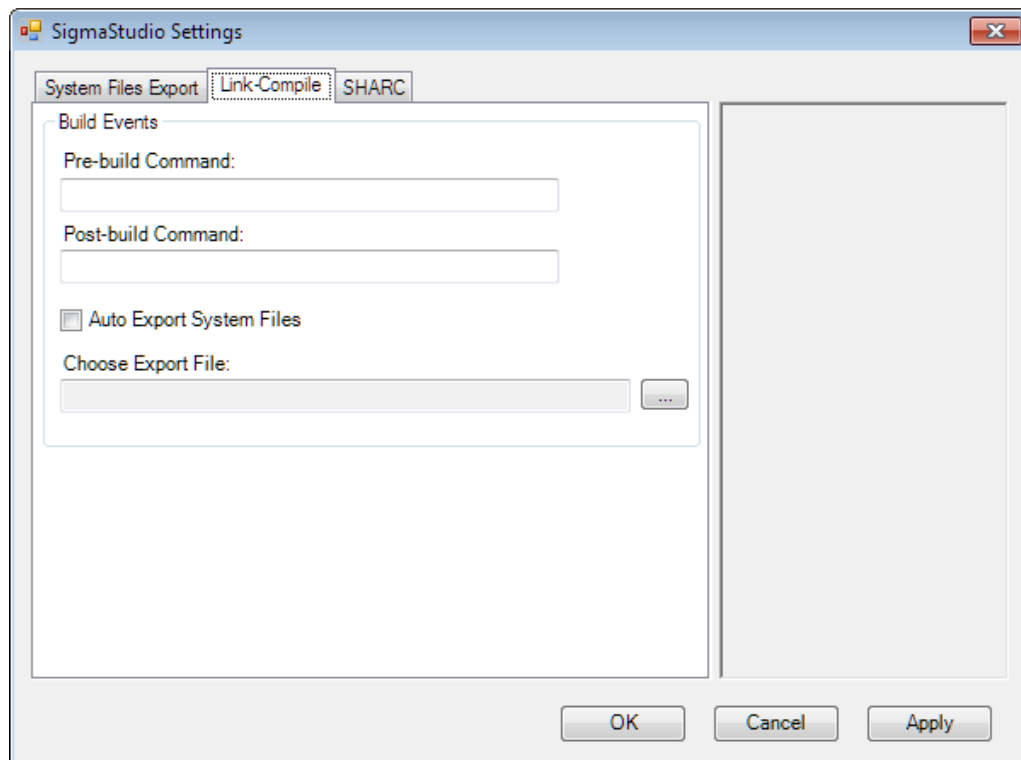 SigmaStudio Settings
System Files Export Link-Compile SHARC
Build Events
Pre-build Command:
Post-build Command:
Auto Export System Files
Choose Export File:
...
OK Cancel Apply